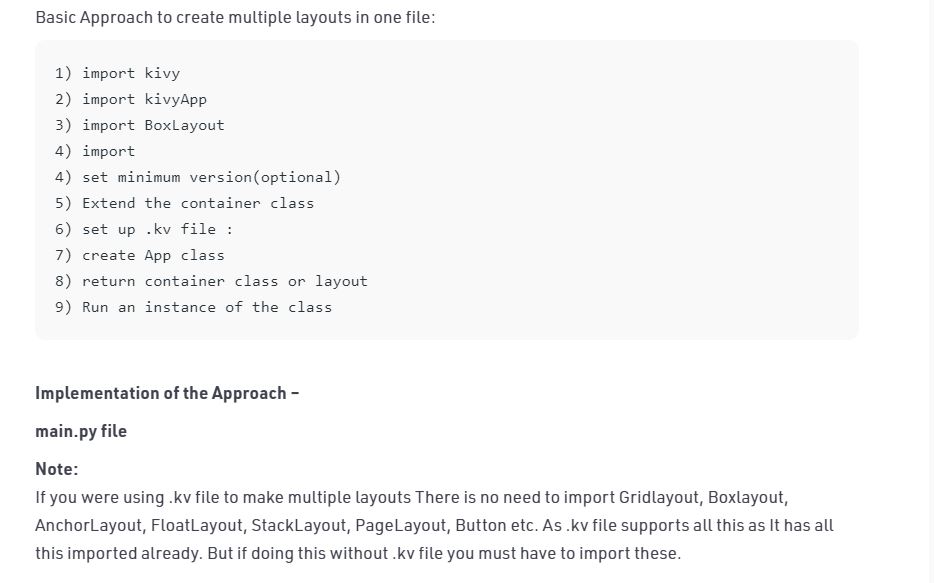 Basic Approach to create multiple layouts in one file:
1) import kivy
2) import kivyApp
3) import BoxLayout
4) import
4) set minimum version(optional)
5) Extend the container class
6) set up .kv file :
7) create App class
8) return container class or layout
9) Run an instance of the class
Implementation of the Approach –
main.py file
Note:
If you were using .kv file to make multiple layouts There is no need to import Gridlayout, Boxlayout,
AnchorLayout, FloatLayout, StackLayout, PageLayout, Button etc. As .kv file supports all this as It has all
this imported already. But if doing this without .kv file you must have to import these.